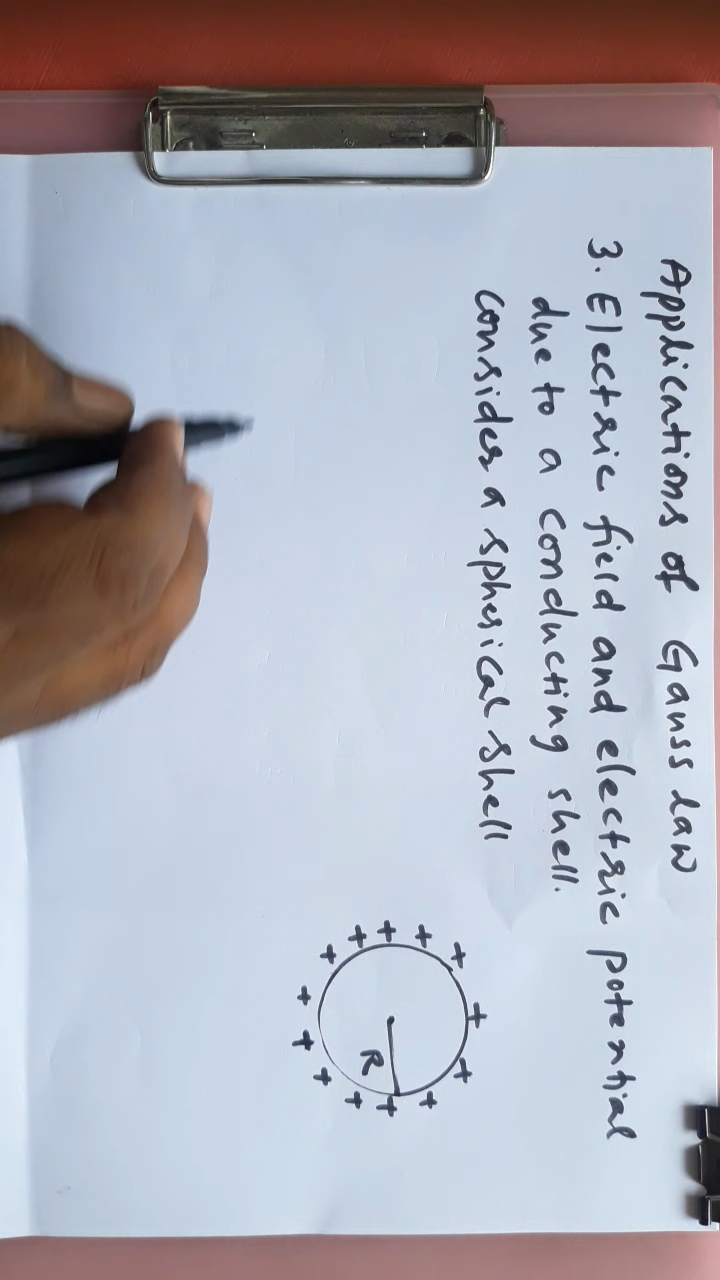 Applications of Gauss law
3. Electric field and electric potential
due to a conducting shell.
consider a spherical shell
+ + + + + + + + + + + + + +
R